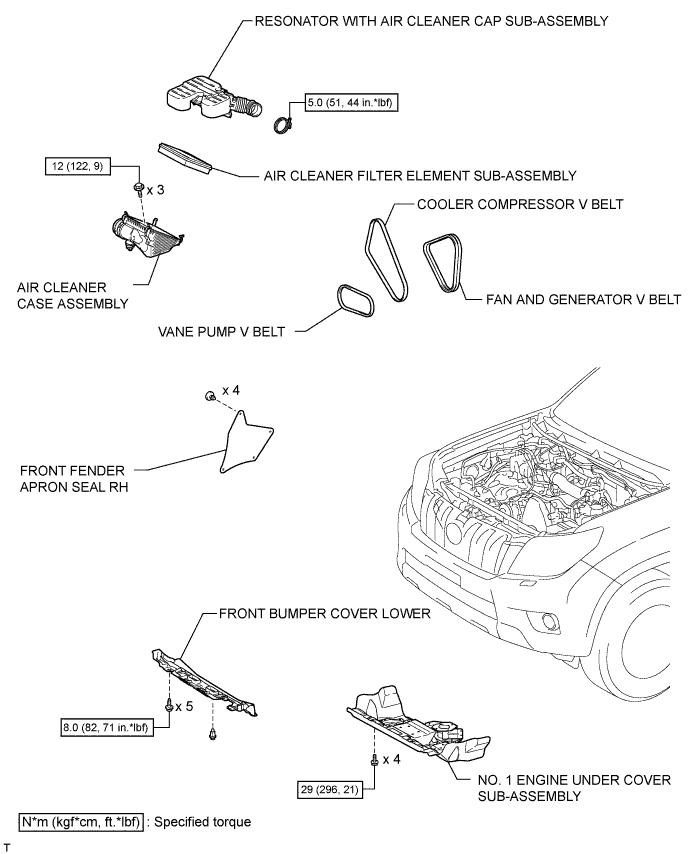 RESONATOR WITH AIR CLEANER CAP SUB-ASSEMBLY
5.0 (51, 44 in.*lbf)
12 (122, 9)
x 3
AIR CLEANER FILTER ELEMENT SUB-ASSEMBLY
COOLER COMPRESSOR V BELT
AIR CLEANER
CASE ASSEMBLY
FAN AND GENERATOR V BELT
VANE PUMP V BELT
x 4
FRONT FENDER
APRON SEAL RH
FRONT BUMPER COVER LOWER
x 5
8.0 (82, 71 in.*lbf)
x 4
29 (296, 21)
NO. 1 ENGINE UNDER COVER
SUB-ASSEMBLY
N*m (kgf*cm, ft.*lbf) : Specified torque
T